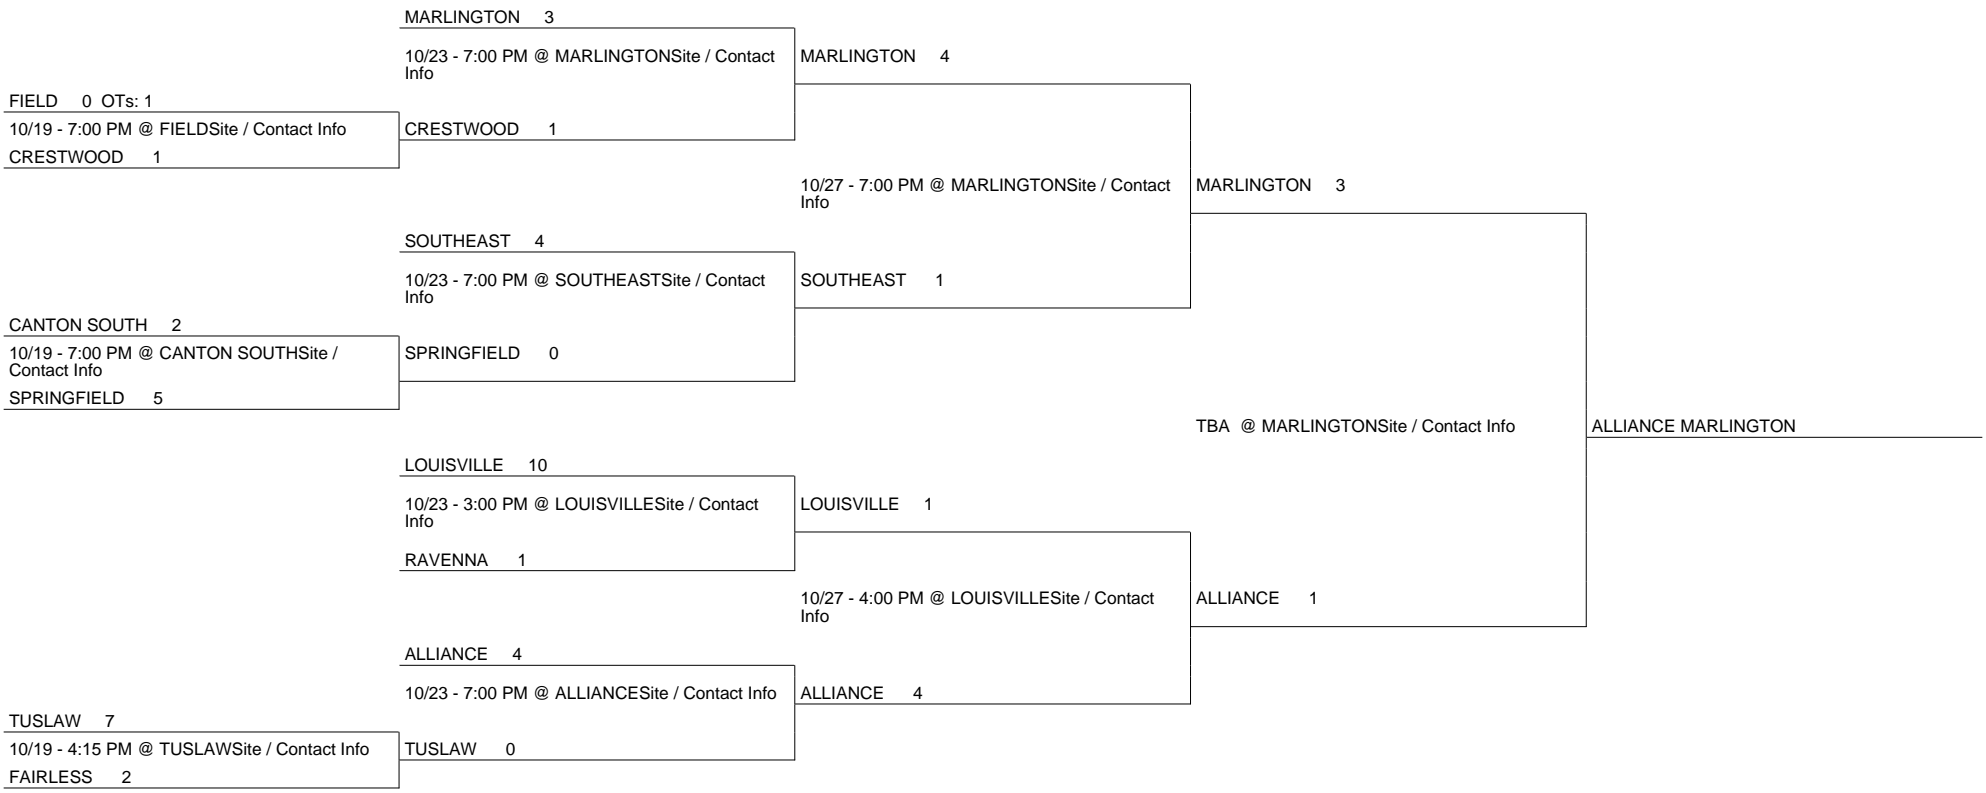 MARLINGTON 3
10/23 - 7:00 PM @ MARLINGTONSite / Contact
Info
MARLINGTON 4
FIELD 0 OTs: 1
10/19 - 7:00 PM @ FIELDSite / Contact Info
CRESTWOOD 1
CRESTWOOD 1
10/27 - 7:00 PM @ MARLINGTONSite / Contact
Info
MARLINGTON 3
SOUTHEAST 4
10/23 - 7:00 PM @ SOUTHEASTSite / Contact
Info
SOUTHEAST 1
CANTON SOUTH 2
10/19 - 7:00 PM @ CANTON SOUTHSite /
Contact Info
SPRINGFIELD 0
SPRINGFIELD 5
TBA @ MARLINGTONSite / Contact Info
ALLIANCE MARLINGTON
LOUISVILLE 10
10/23 - 3:00 PM @ LOUISVILLESite / Contact
Info
LOUISVILLE 1
RAVENNA 1
10/27 - 4:00 PM @ LOUISVILLESite / Contact
Info
ALLIANCE 1
ALLIANCE 4
10/23 - 7:00 PM @ ALLIANCESite / Contact Info
ALLIANCE 4
TUSLAW 7
10/19 - 4:15 PM @ TUSLAWSite / Contact Info
TUSLAW 0
FAIRLESS 2